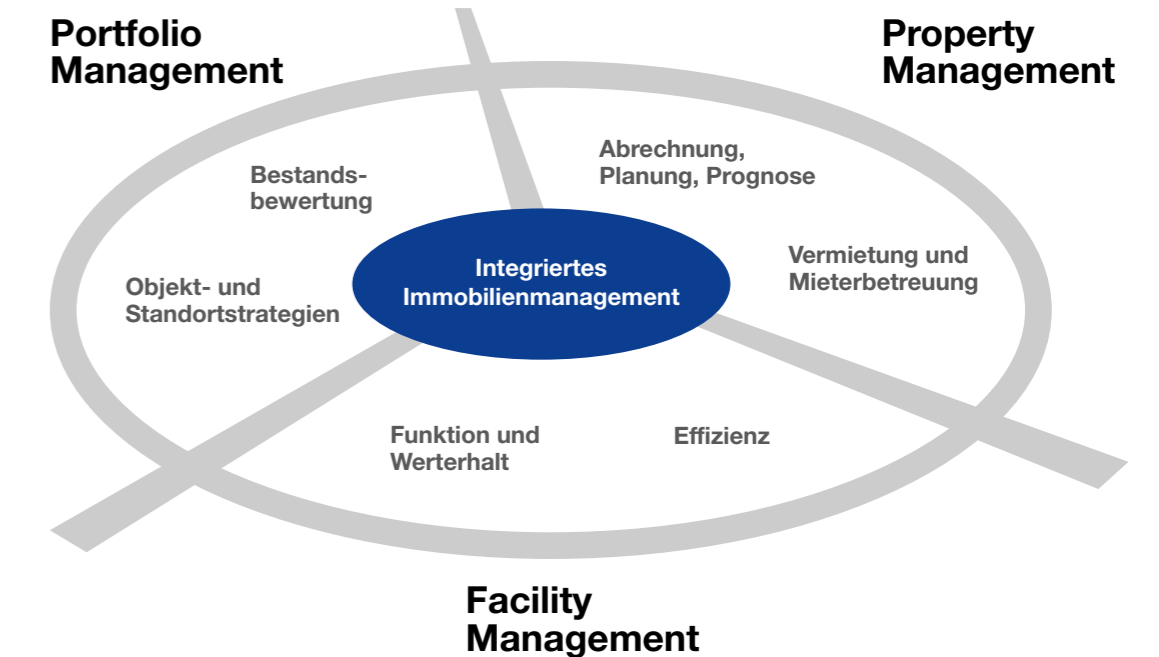 Portfolio
Management
Property
Management
Bestands-
bewertung
Abrechnung,
Planung, Prognose
Objekt- und
Standortstrategien
Integriertes
Immobilienmanagement
Vermietung und
Mieterbetreuung
Funktion und
Werterhalt
Effizienz
Facility
Management